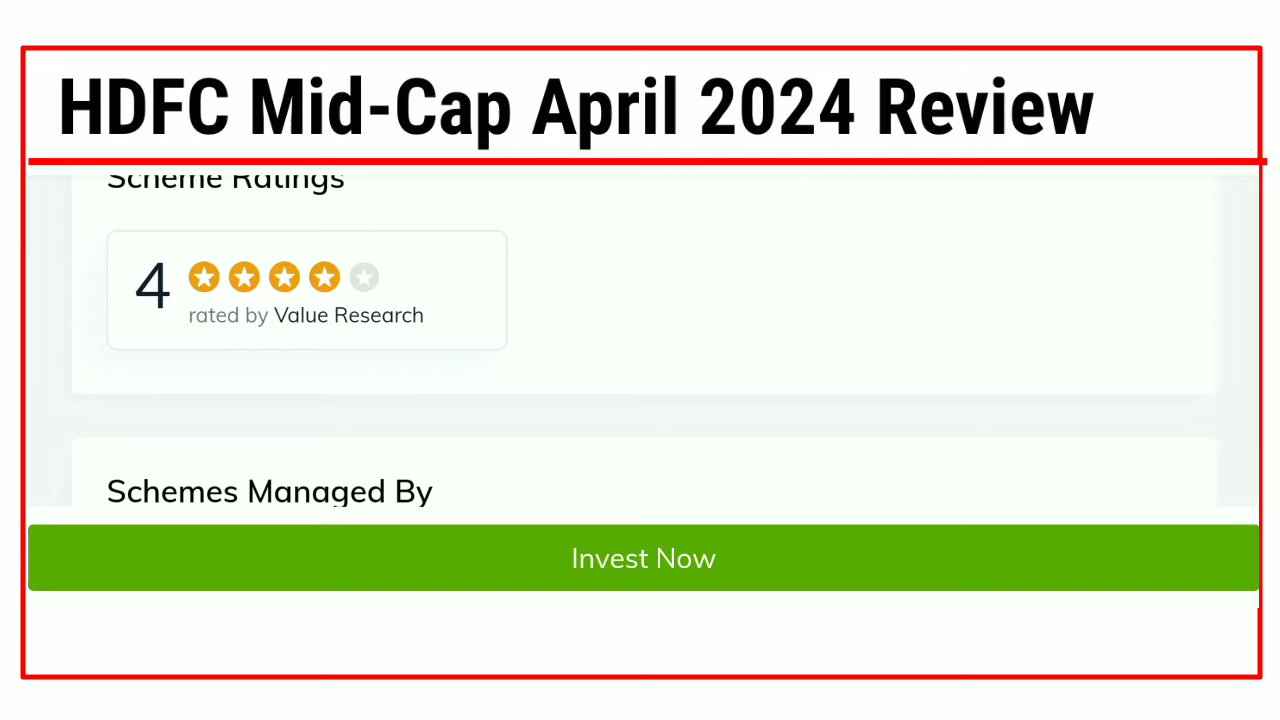 HDFC Mid-Cap April 2024 Review
Scheme Ratings
4
rated by Value Research
Schemes Managed By
Invest Now